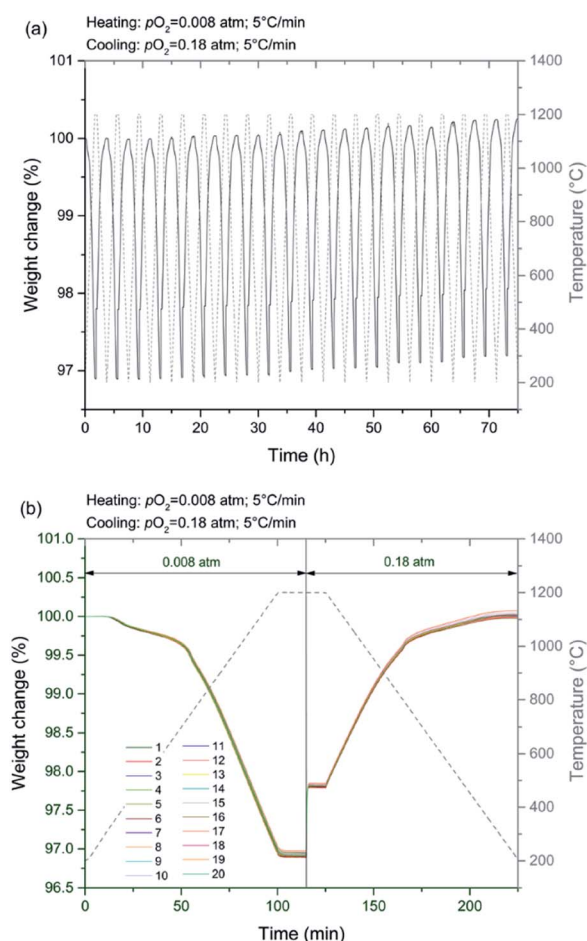 Heating: pO2=0.008 atm; 5°C/min
(a)
Cooling: pO2=0.18 atm; 5°C/min
101
100
99
98
97
Weight change (%)
1400
1200
1000
800
600
400
200
Temperature (°C)
0 10 20 30 40 50 60 70
Time (h)
Heating: pO2=0.008 atm; 5°C/min
(b)
Cooling: pO2=0.18 atm; 5°C/min
101.0
100.5
100.0
99.5
99.0
98.5
98.0
97.5
97.0
96.5
Weight change (%)
0.008 atm 0.18 atm
1 11
2 12
3 13
4 14
5 15
6 16
7 17
8 18
9 19
10 20
1400
1200
1000
800
600
400
200
Temperature (°C)
0 50 100 150 200
Time (min)